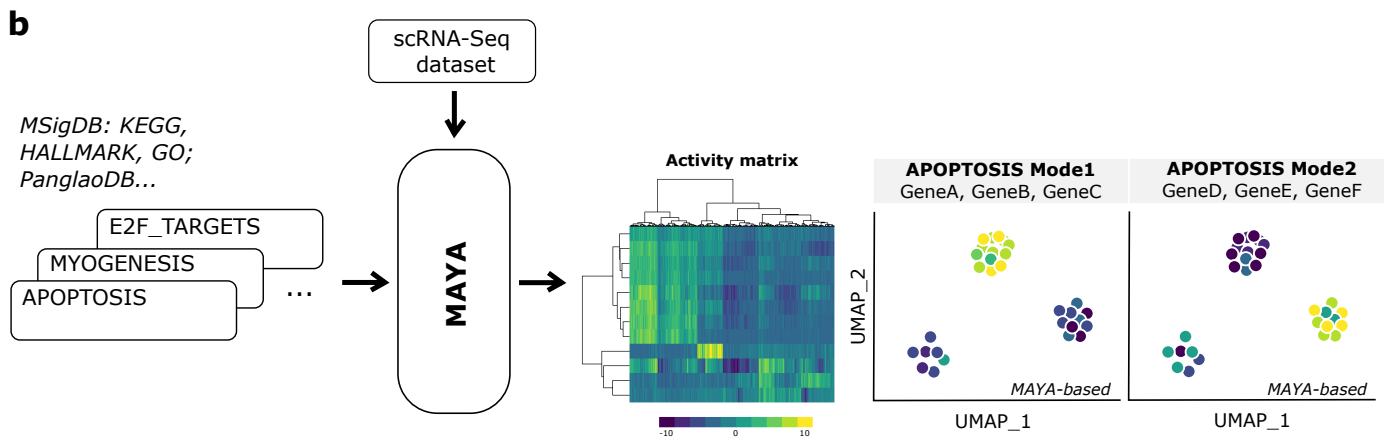 b
scRNA-Seq
dataset
MSigDB: KEGG,
HALLMARK, GO;
PanglaoDB...
E2F_TARGETS
MYOGENESIS
APOPTOSIS
...
MAYA
Activity matrix
-10 0 10
APOPTOSIS Mode1
GeneA, GeneB, GeneC
UMAP_2
MAYA-based
UMAP_1
APOPTOSIS Mode2
GeneD, GeneE, GeneF
MAYA-based
UMAP_1